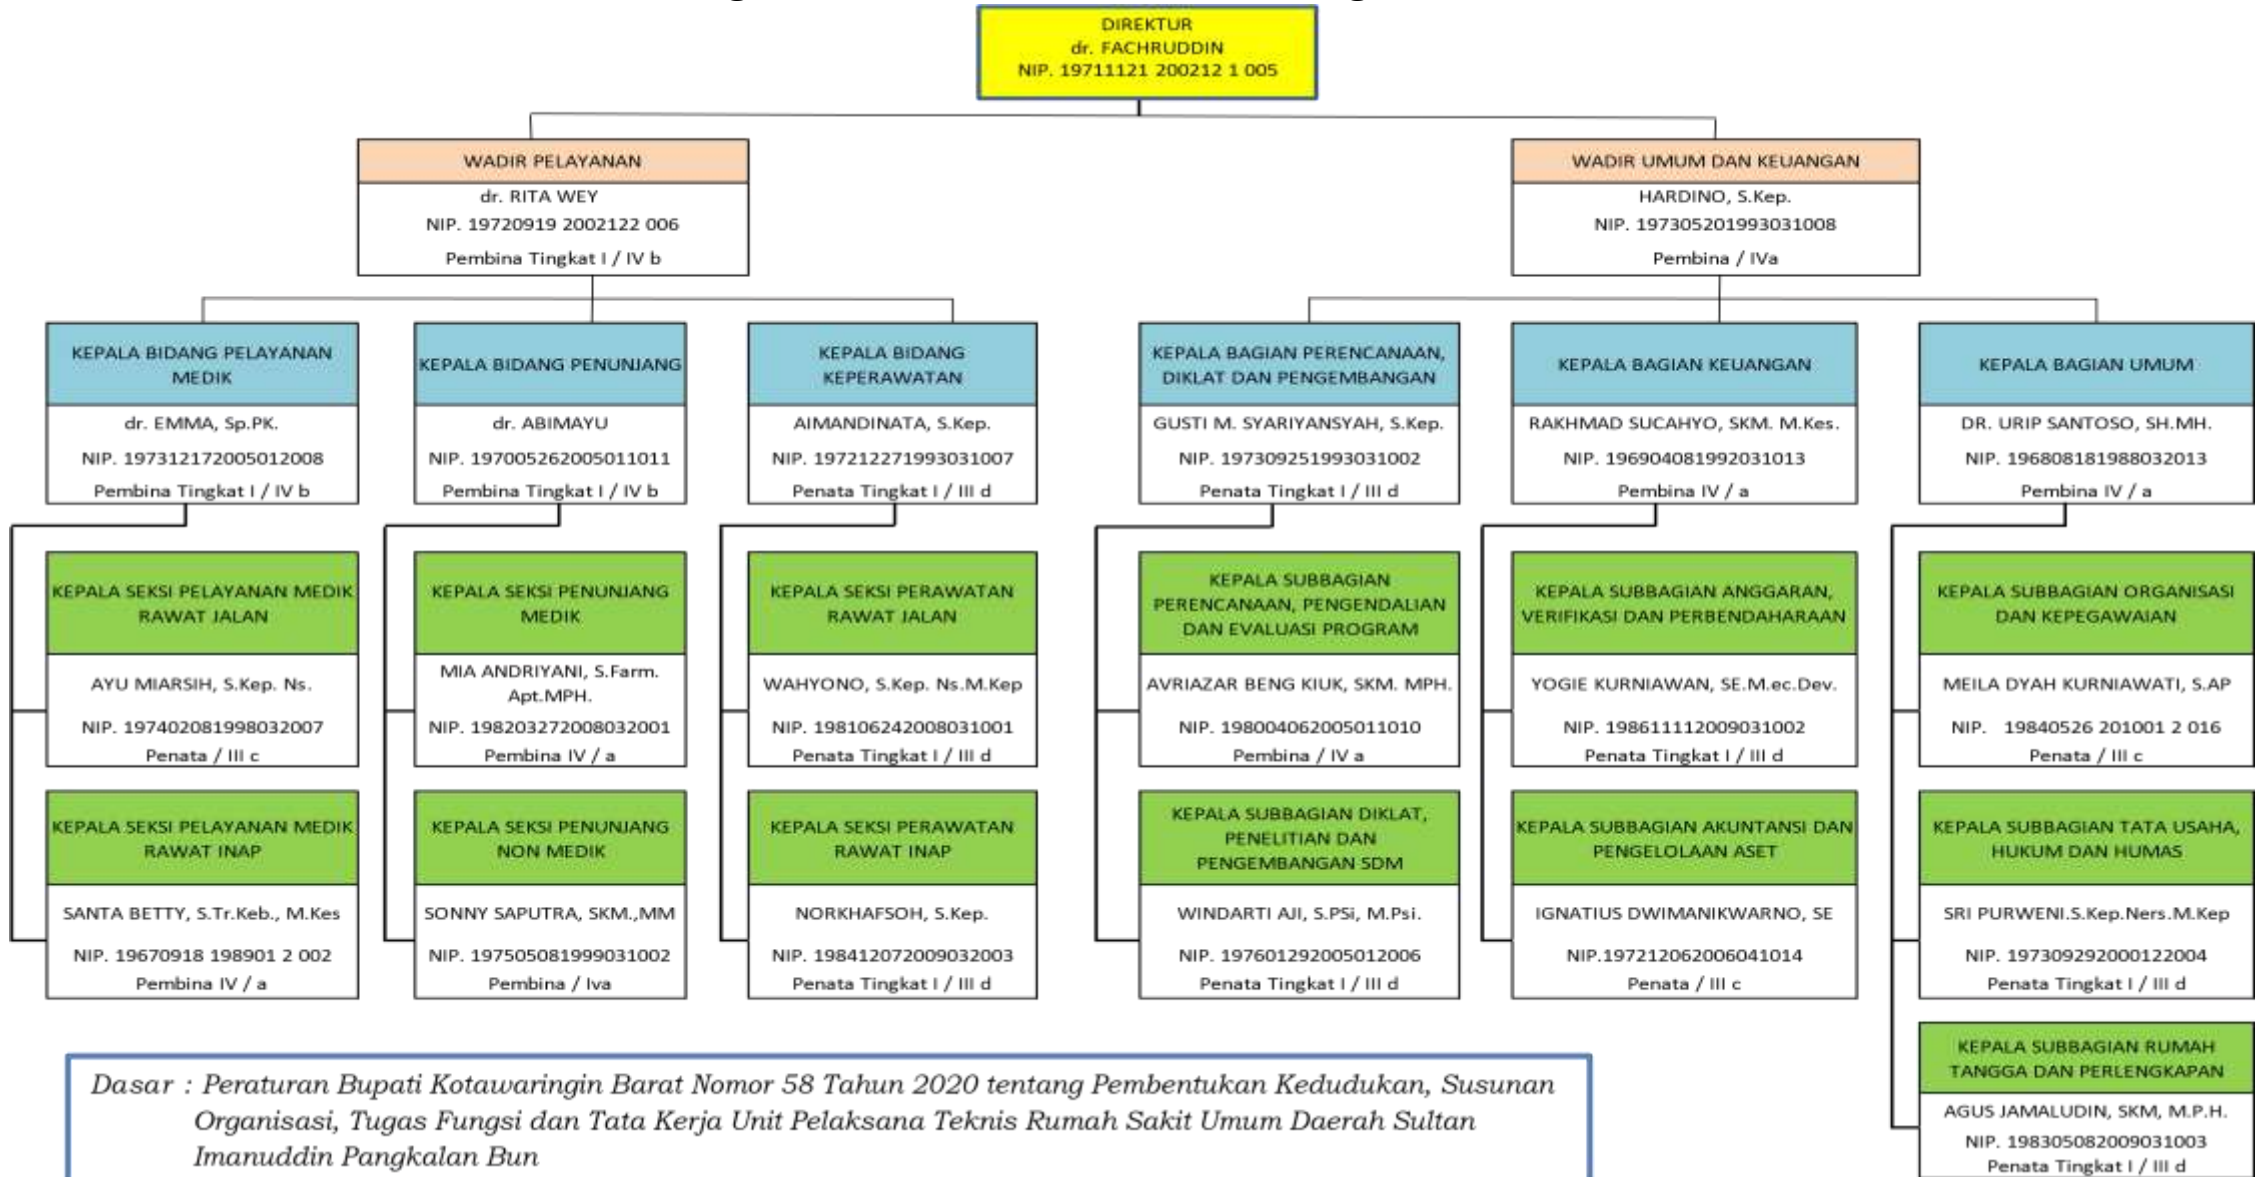 DIREKTUR
dr. FACHRUDDIN
NIP. 19711121 200212 1 005
WADIR PELAYANAN
dr. RITA WEY
NIP. 19720919 2002122 006
Pembina Tingkat I / IV b
WADIR UMUM DAN KEUANGAN
HARDINO, S.Kep.
NIP. 197305201993031008
Pembina / IVa
KEPALA BIDANG PELAYANAN
MEDIK
dr. EMMA, Sp.PK.
NIP. 197312172005012008
Pembina Tingkat I / IV b
KEPALA BIDANG PENUNJANG
dr. ABIMAYU
NIP. 197005262005011011
Pembina Tingkat I / IV b
KEPALA BIDANG
KEPERAWATAN
AIMANDINATA, S.Kep.
NIP. 197212271993031007
Penata Tingkat I / III d
KEPALA BAGIAN PERENCANAAN,
DIKLAT DAN PENGEMBANGAN
GUSTI M. SYARIYANSYAH, S.Kep.
NIP. 197309251993031002
Penata Tingkat I / III d
KEPALA BAGIAN KEUANGAN
RAKHMAD SUCAHYO, SKM. M.Kes.
NIP. 196904081992031013
Pembina IV / a
KEPALA BAGIAN UMUM
DR. URIP SANTOSO, SH.MH.
NIP. 196808181988032013
Pembina IV / a
KEPALA SEKSI PELAYANAN MEDIK
RAWAT JALAN
AYU MIARSIH, S.Kep. Ns.
NIP. 197402081998032007
Penata / III c
KEPALA SEKSI PENUNJANG
MEDIK
MIA ANDRIYANI, S.Farm.
Apt.MPH.
NIP. 198203272008032001
Pembina IV / a
KEPALA SEKSI PERAWATAN
RAWAT JALAN
WAHYONO, S.Kep. Ns.M.Kep
NIP. 198106242008031001
Penata Tingkat I / III d
KEPALA SUBBAGIAN
PERENCANAAN, PENGENDALIAN
DAN EVALUASI PROGRAM
AVRIAZAR BENG KIUK, SKM. MPH.
NIP. 198004062005011010
Pembina / IV a
KEPALA SUBBAGIAN ANGGARAN,
VERIFIKASI DAN PERBENDAHARAAN
YOGIE KURNIAWAN, SE.M.ec.Dev.
NIP. 198611112009031002
Penata Tingkat I / III d
KEPALA SUBBAGIAN ORGANISASI
DAN KEPEGAWAIAN
MEILA DYAH KURNIAWATI, S.AP
NIP. 19840526 201001 2 016
Penata / III c
KEPALA SEKSI PELAYANAN MEDIK
RAWAT INAP
SANTA BETTY, S.Tr.Keb., M.Kes
NIP. 19670918 198901 2 002
Pembina IV / a
KEPALA SEKSI PENUNJANG
NON MEDIK
SONNY SAPUTRA, SKM.,MM
NIP. 197505081999031002
Pembina / Iva
KEPALA SEKSI PERAWATAN
RAWAT INAP
NORKHAFSOH, S.Kep.
NIP. 198412072009032003
Penata Tingkat I / III d
KEPALA SUBBAGIAN DIKLAT,
PENELITIAN DAN
PENGEMBANGAN SDM
WINDARTI AJI, S.PSi, M.Psi.
NIP. 197601292005012006
Penata Tingkat I / III d
KEPALA SUBBAGIAN AKUNTANSI DAN
PENGELOLAAN ASET
IGNATIUS DWIMANIKWARNO, SE
NIP.197212062006041014
Penata / III c
KEPALA SUBBAGIAN TATA USAHA,
HUKUM DAN HUMAS
SRI PURWENI.S.Kep.Ners.M.Kep
NIP. 197309292000122004
Penata Tingkat I / III d
KEPALA SUBBAGIAN RUMAH
TANGGA DAN PERLENGKAPAN
AGUS JAMALUDIN, SKM, M.P.H.
NIP. 198305082009031003
Penata Tingkat I / III d
Dasar : Peraturan Bupati Kotawaringin Barat Nomor 58 Tahun 2020 tentang Pembentukan Kedudukan, Susunan
Organisasi, Tugas Fungsi dan Tata Kerja Unit Pelaksana Teknis Rumah Sakit Umum Daerah Sultan
Imanuddin Pangkalan Bun